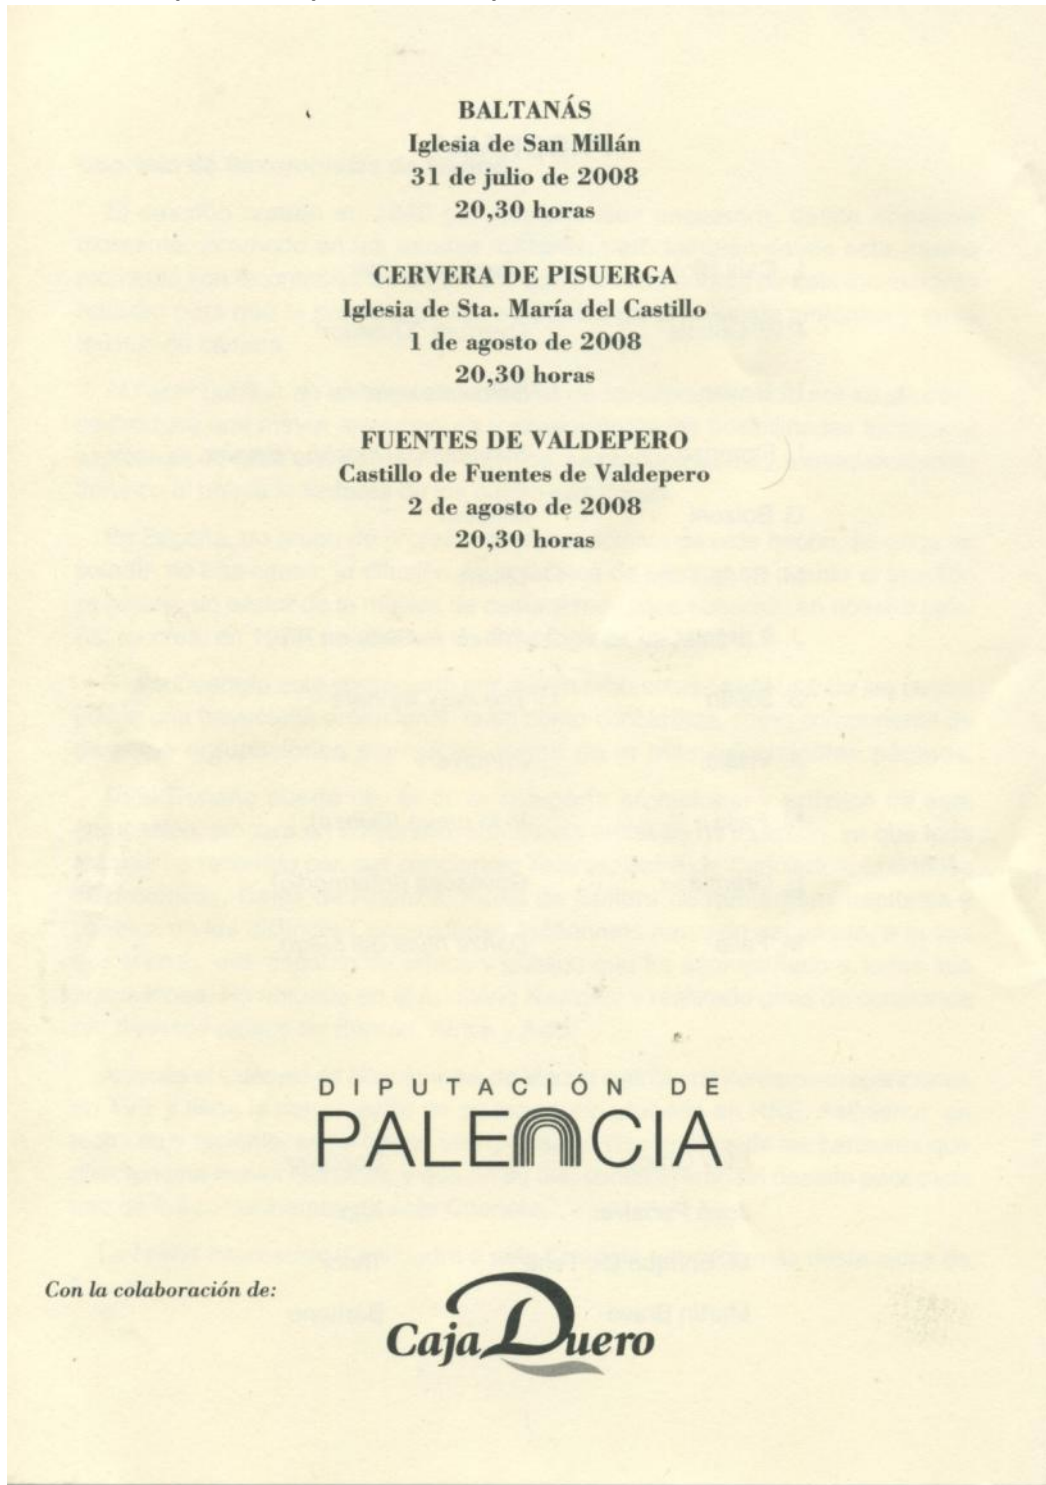 BALTANÁS
Iglesia de San Millán
31 de julio de 2008
20,30 horas
CERVERA DE PISUERGA
Iglesia de Sta. María del Castillo
1 de agosto de 2008
20,30 horas
FUENTES DE VALDEPERO
Castillo de Fuentes de Valdepero
2 de agosto de 2008
20,30 horas
DIPUTACIÓN DE
PALENCIA
Con la colaboración de:
Caja Duero